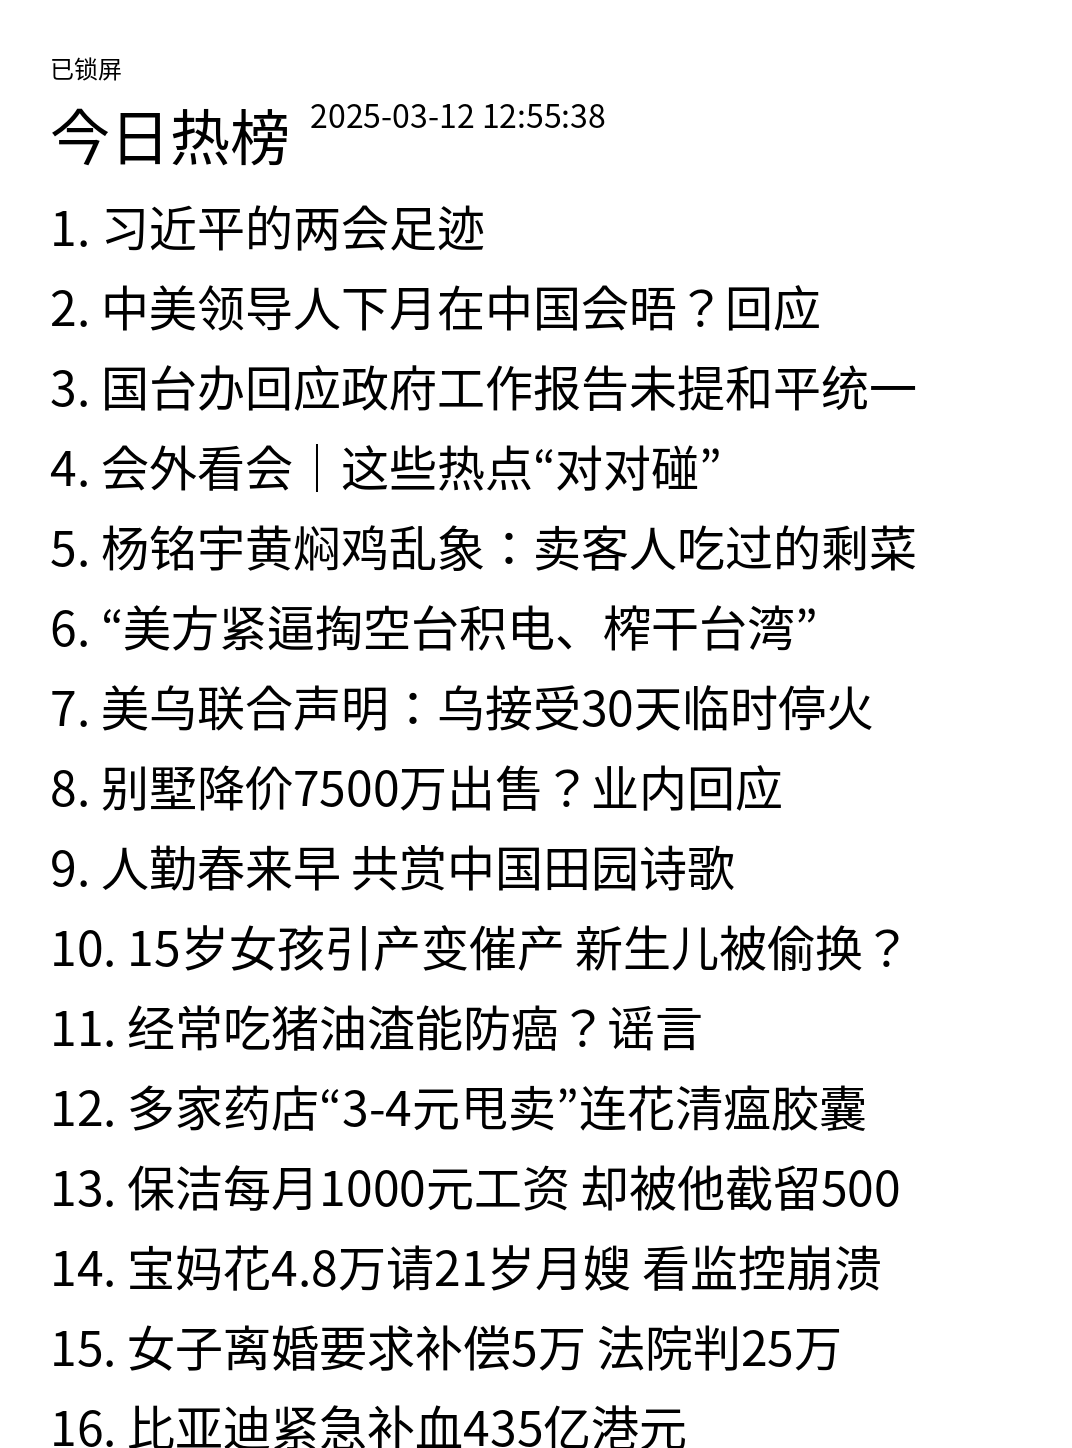 已锁屏
今日热榜 2025-03-12 12:55:38
1. 习近平的两会足迹
2. 中美领导人下月在中国会晤？回应
3. 国台办回应政府工作报告未提和平统一
4. 会外看会｜这些热点“对对碰”
5. 杨铭宇黄焖鸡乱象：卖客人吃过的剩菜
6. “美方紧逼掏空台积电、榨干台湾”
7. 美乌联合声明：乌接受30天临时停火
8. 别墅降价7500万出售？业内回应
9. 人勤春来早 共赏中国田园诗歌
10. 15岁女孩引产变催产 新生儿被偷换？
11. 经常吃猪油渣能防癌？谣言
12. 多家药店“3-4元甩卖”连花清瘟胶囊
13. 保洁每月1000元工资 却被他截留500
14. 宝妈花4.8万请21岁月嫂 看监控崩溃
15. 女子离婚要求补偿5万 法院判25万
16. 比亚迪紧急补血435亿港元